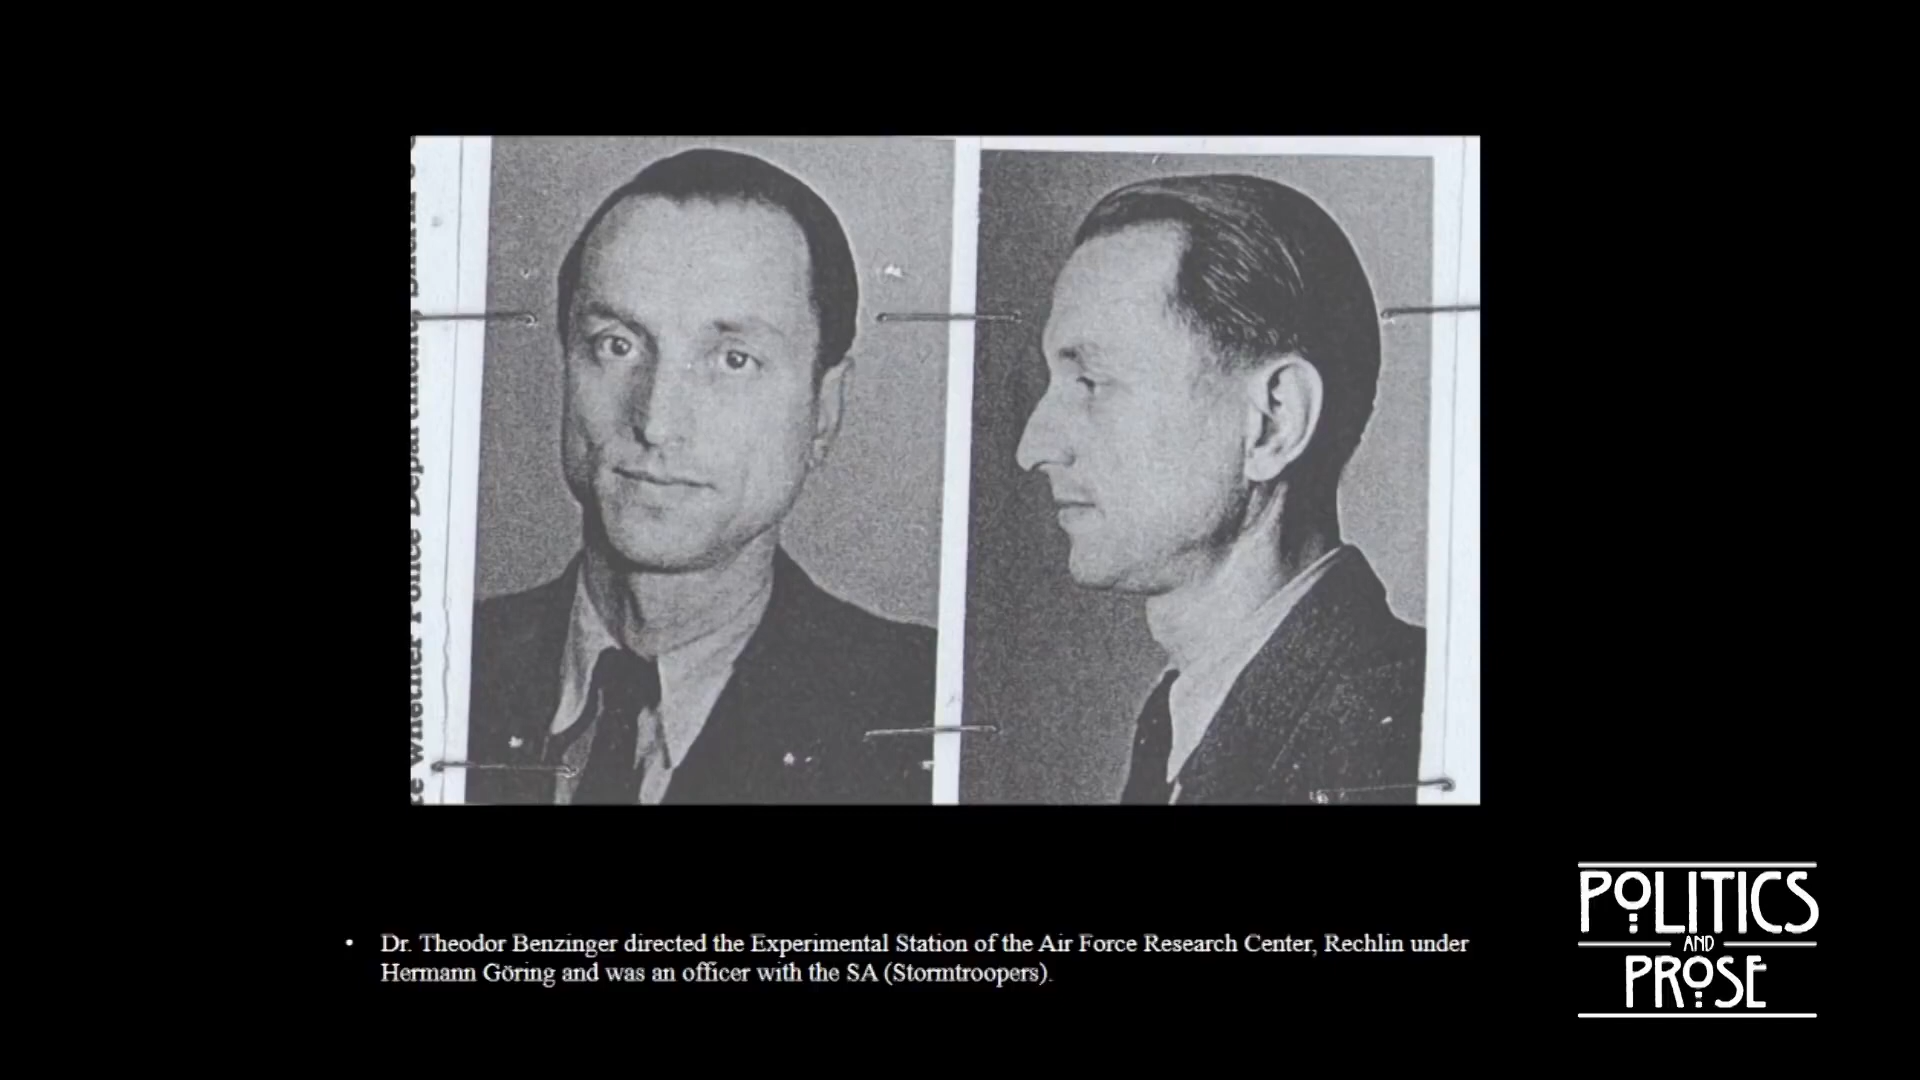 • Dr. Theodor Benzinger directed the Experimental Station of the Air Force Research Center, Rechlin under
Hermann Göring and was an officer with the SA (Stormtroopers).
POLITICS
AND
PROSE